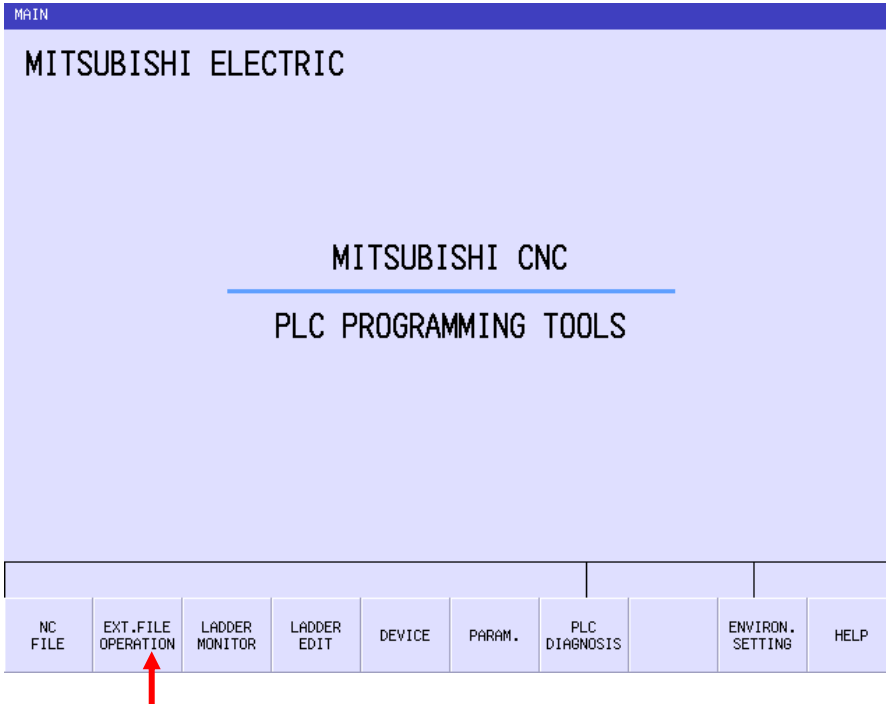 MAIN
MITSUBISHI ELECTRIC
MITSUBISHI CNC
PLC PROGRAMMING TOOLS
NC
FILE
EXT.FILE
OPERATION
LADDER
MONITOR
LADDER
EDIT
DEVICE
PARAM.
PLC
DIAGNOSIS
ENVIRON.
SETTING
HELP